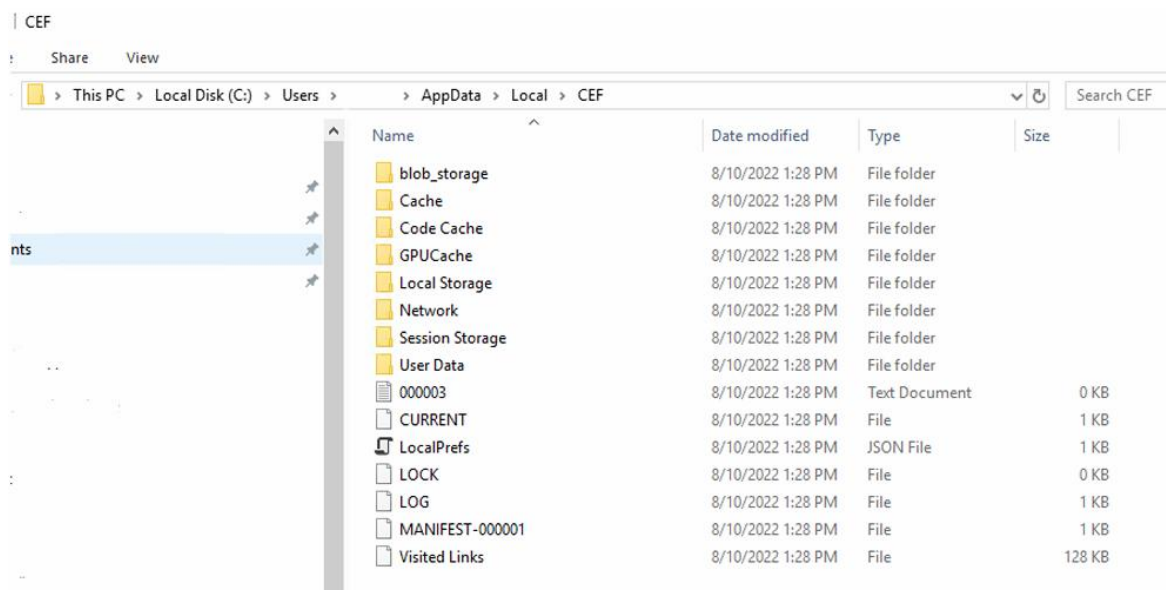 CEF
Share View
This PC > Local Disk (C:) > Users > > AppData > Local > CEF Search CEF
Name Date modified Type Size
blob_storage 8/10/2022 1:28 PM File folder
Cache 8/10/2022 1:28 PM File folder
Code Cache 8/10/2022 1:28 PM File folder
GPUCache 8/10/2022 1:28 PM File folder
nts
Local Storage 8/10/2022 1:28 PM File folder
Network 8/10/2022 1:28 PM File folder
Session Storage 8/10/2022 1:28 PM File folder
User Data 8/10/2022 1:28 PM File folder
000003 8/10/2022 1:28 PM Text Document 0 KB
CURRENT 8/10/2022 1:28 PM File 1 KB
LocalPrefs 8/10/2022 1:28 PM JSON File 1 KB
LOCK 8/10/2022 1:28 PM File 0 KB
LOG 8/10/2022 1:28 PM File 1 KB
MANIFEST-000001 8/10/2022 1:28 PM File 1 KB
Visited Links 8/10/2022 1:28 PM File 128 KB